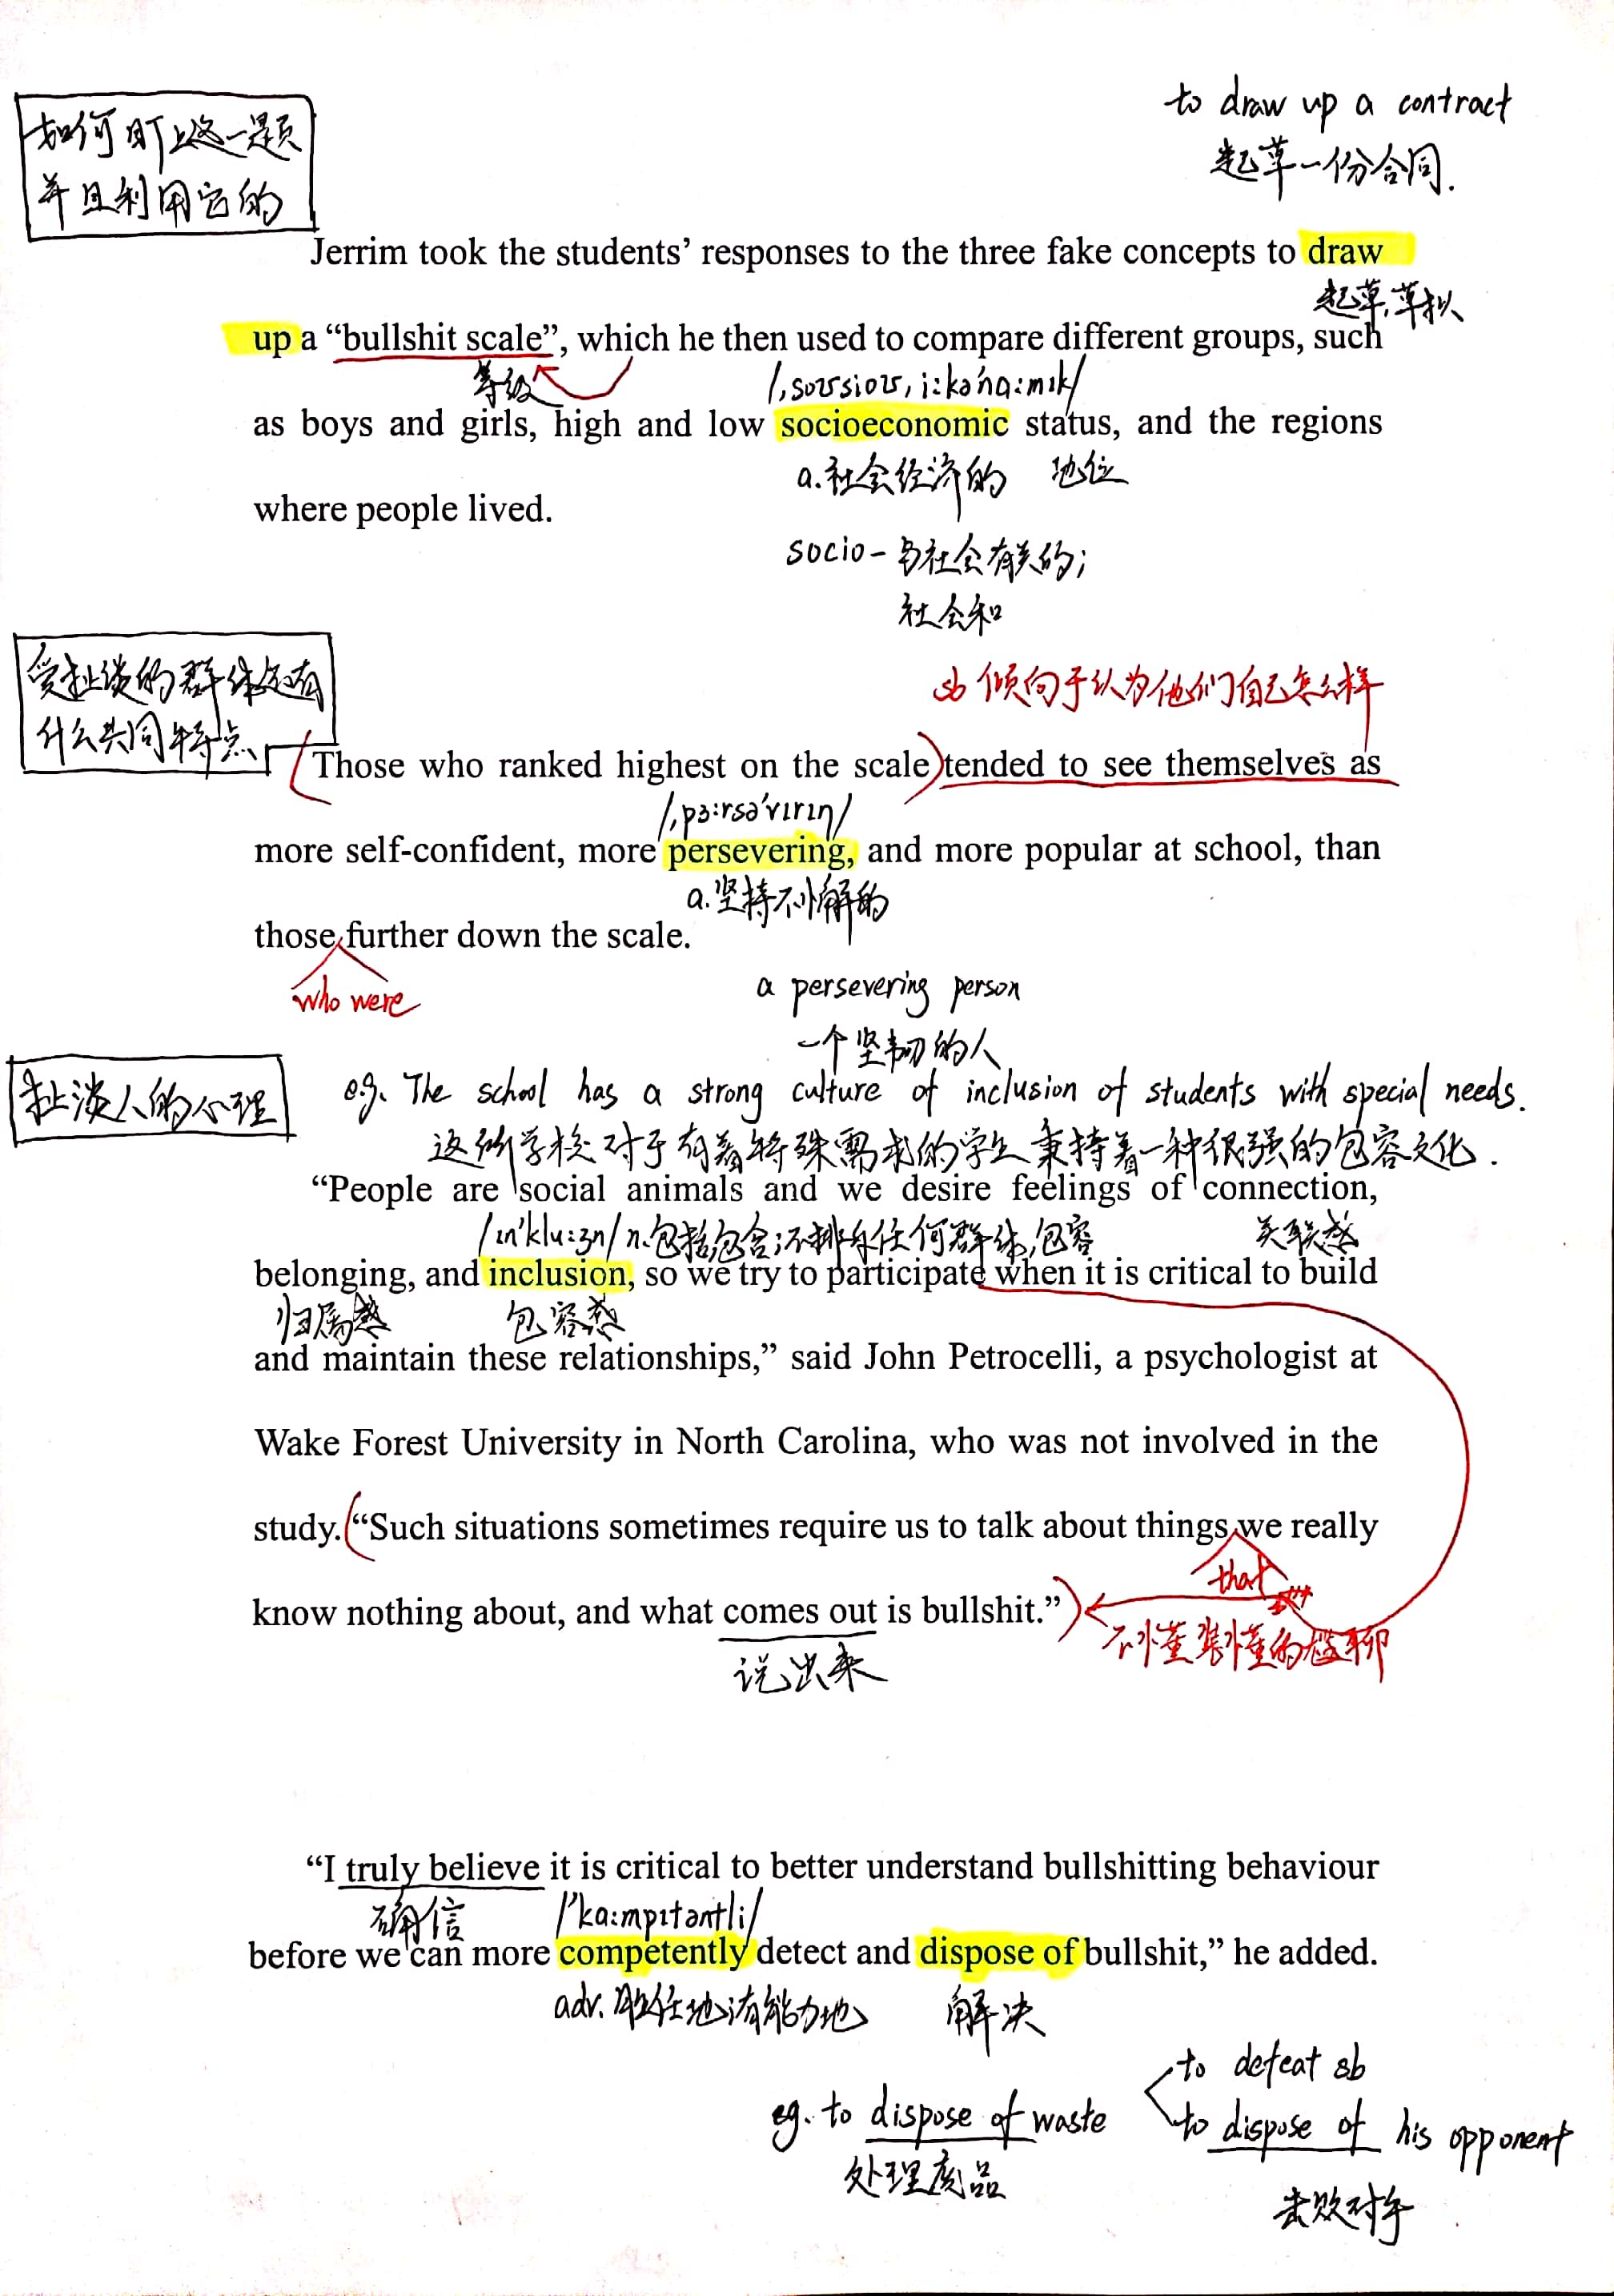 to draw up a contract
起草一份合同.
如何盯上这一题
并且利用它的
Jerrim took the students’ responses to the three fake concepts to draw
起草,草拟
up a “bullshit scale”, which he then used to compare different groups, such
等级
/ˌsoʊsioʊˌiːkəˈnɑːmɪk/
as boys and girls, high and low socioeconomic status, and the regions
a.社会经济的 地位
where people lived.
socio- 与社会有关的;
社会和
受扯淡的群体还有
什么共同特点
sb 倾向于认为他们自己怎么样
Those who ranked highest on the scale tended to see themselves as
/ˌpɜːrsəˈvɪrɪŋ/
more self-confident, more persevering, and more popular at school, than
a.坚持不懈的
those further down the scale.
who were
a persevering person
一个坚韧的人
扯淡人的心理
e.g. The school has a strong culture of inclusion of students with special needs.
这所学校对于有着特殊需求的学生秉持着一种很强的包容文化.
“People are social animals and we desire feelings of connection,
/ɪnˈkluːʒn/ n.包括包含;不排斥任何群体,包容 关联感
belonging, and inclusion, so we try to participate when it is critical to build
归属感 包容感
and maintain these relationships,” said John Petrocelli, a psychologist at
Wake Forest University in North Carolina, who was not involved in the
study. “Such situations sometimes require us to talk about things we really
that
know nothing about, and what comes out is bullshit.”
不懂装懂的尬聊
说出来
“I truly believe it is critical to better understand bullshitting behaviour
确信 /ˈkɑːmpɪtəntli/
before we can more competently detect and dispose of bullshit,” he added.
adv.胜任地;有能力地 解决
eg. to dispose of waste
处理废品
to defeat sb
to dispose of his opponent
击败对手